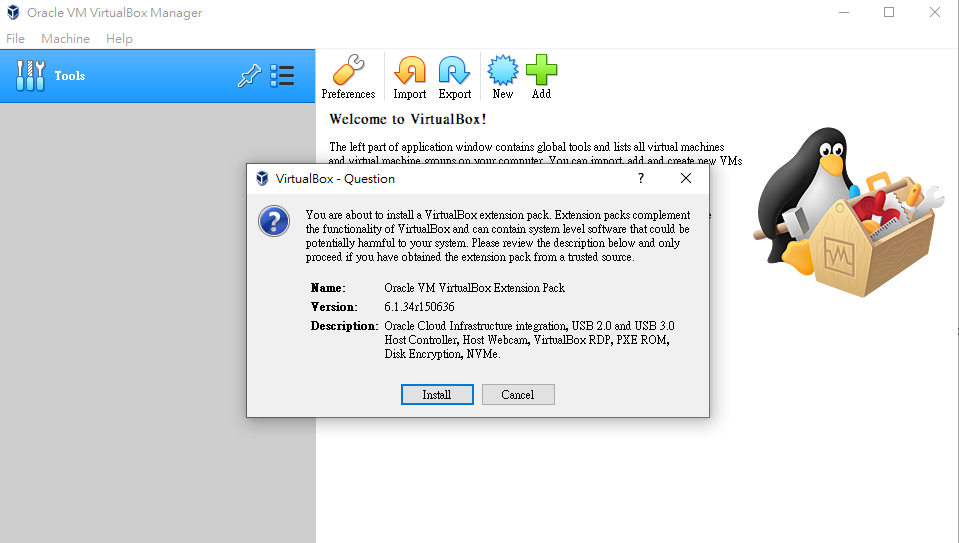 Oracle VM VirtualBox Manager
File Machine Help
Tools
Preferences Import Export New Add
Welcome to VirtualBox!
The left part of application window contains global tools and lists all virtual machines
and virtual machine groups on your computer. You can import, add and create new VMs
VirtualBox - Question
?
You are about to install a VirtualBox extension pack. Extension packs complement
the functionality of VirtualBox and can contain system level software that could be
potentially harmful to your system. Please review the description below and only
proceed if you have obtained the extension pack from a trusted source.
Name: Oracle VM VirtualBox Extension Pack
Version: 6.1.34r150636
Description: Oracle Cloud Infrastructure integration, USB 2.0 and USB 3.0
Host Controller, Host Webcam, VirtualBox RDP, PXE ROM,
Disk Encryption, NVMe.
Install Cancel